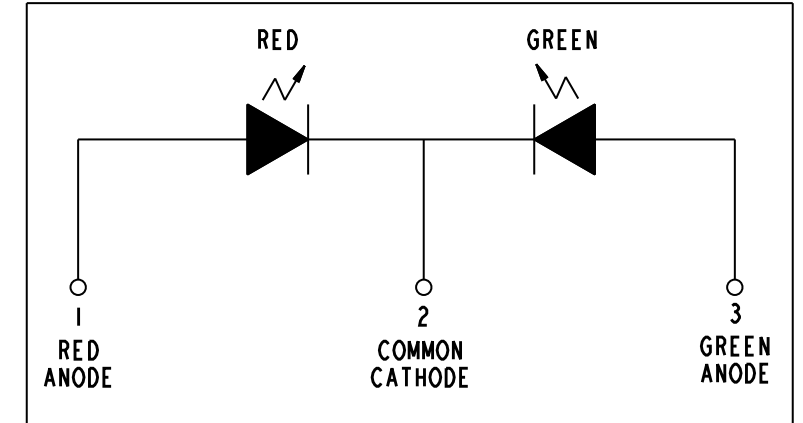 RED
GREEN
1
2
3
RED
ANODE
COMMON
CATHODE
GREEN
ANODE